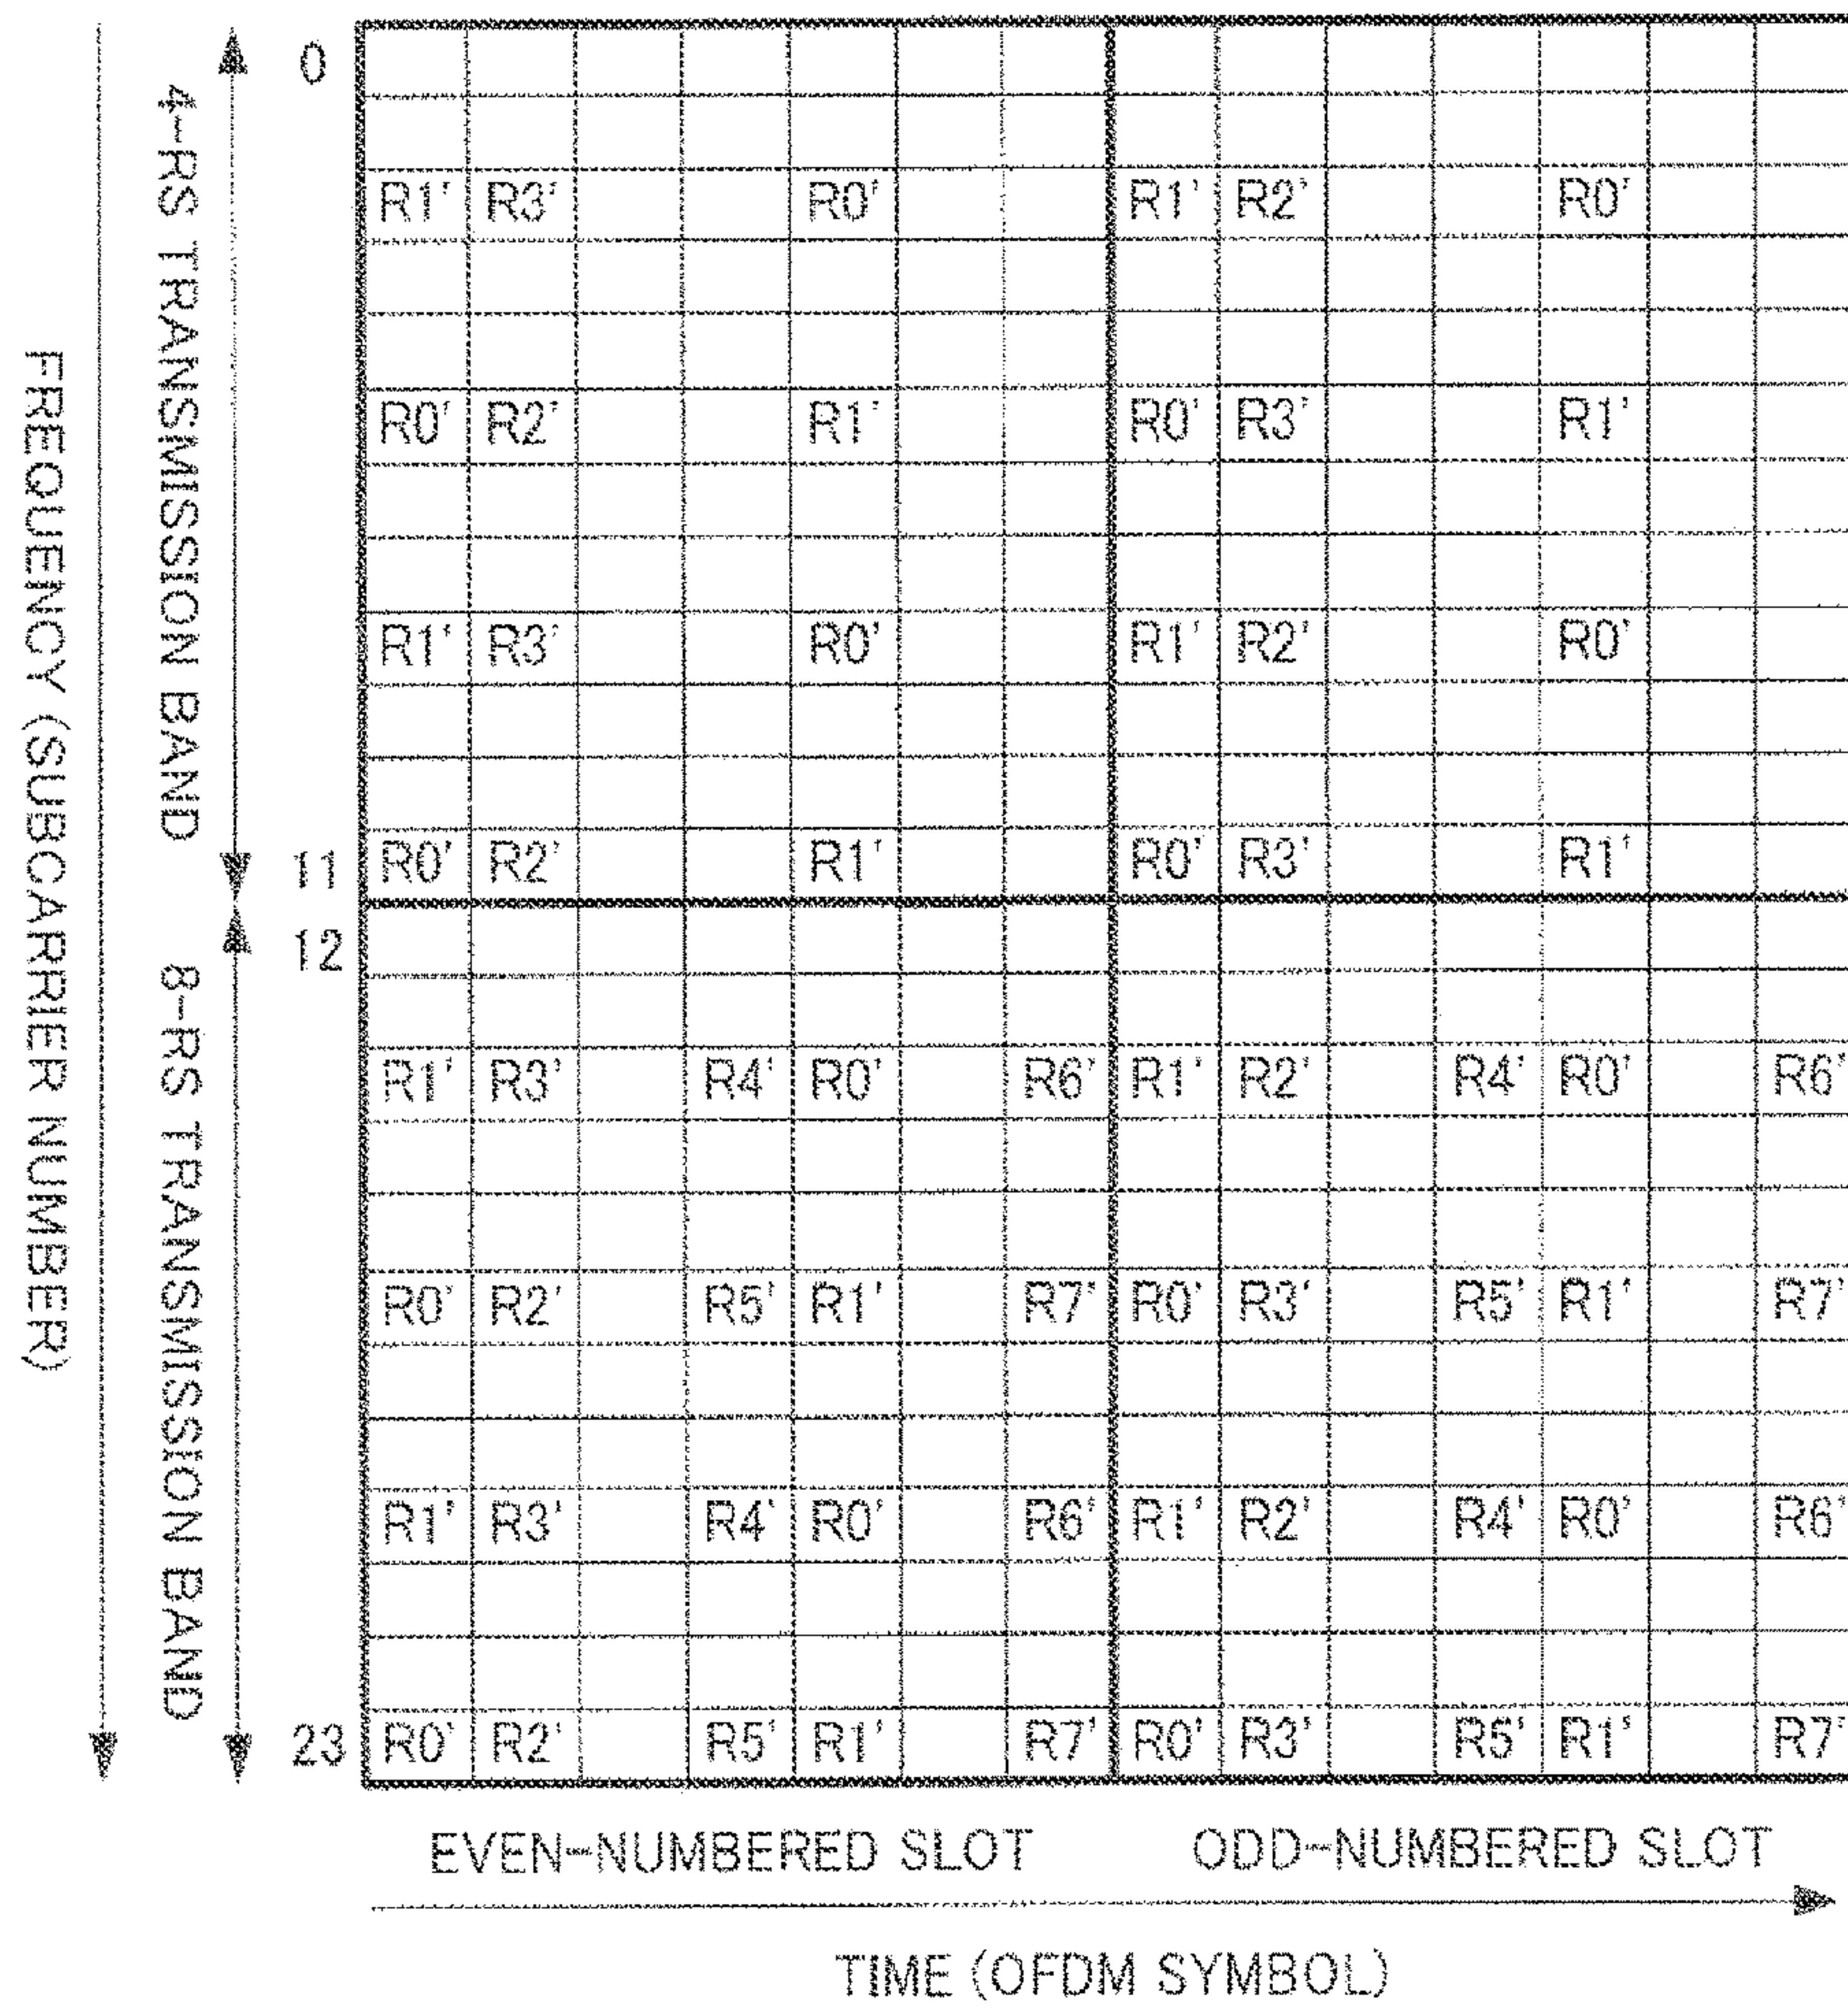 FREQUENCY (SUBCARRIER NUMBER)
4-RS TRANSMISSION BAND
8-RS TRANSMISSION BAND
0
R1' R3' R0' R1' R2' R0'
R0' R2' R1' R0' R3' R1'
R1' R3' R0' R1' R2' R0'
11 R0' R2' R1' R0' R3' R1'
12
R1' R3' R4' R0' R6' R1' R2' R4' R0' R6'
R0' R2' R5' R1' R7' R0' R3' R5' R1' R7'
R1' R3' R4' R0' R6' R1' R2' R4' R0' R6'
23 R0' R2' R5' R1' R7' R0' R3' R5' R1' R7'
EVEN-NUMBERED SLOT ODD-NUMBERED SLOT
TIME (OFDM SYMBOL)